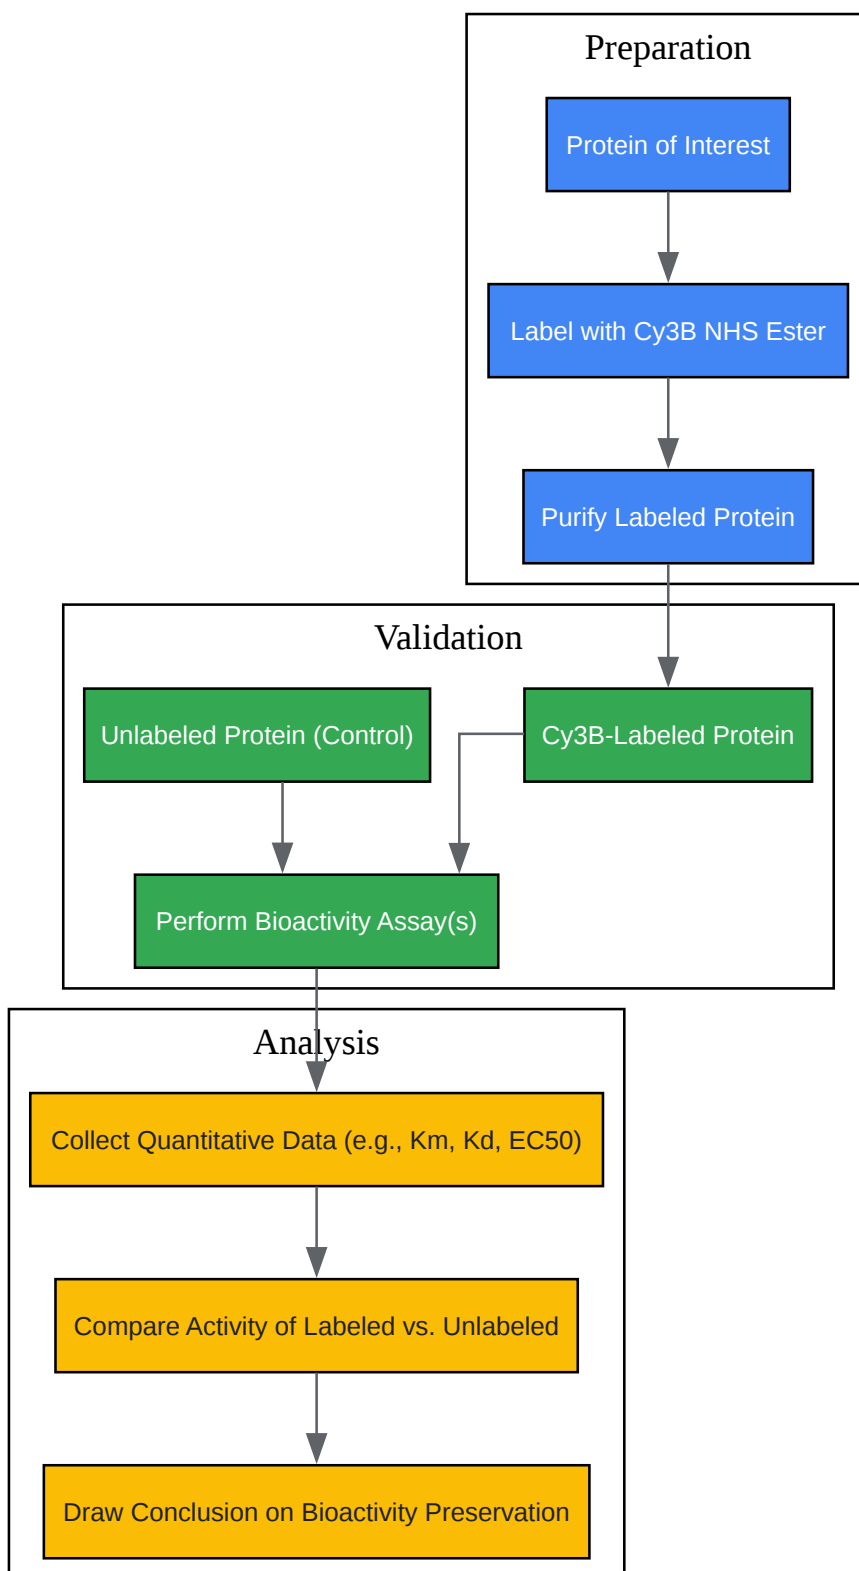 Preparation
Protein of Interest
Label with Cy3B NHS Ester
Purify Labeled Protein
Validation
Unlabeled Protein (Control)
Cy3B-Labeled Protein
Perform Bioactivity Assay(s)
Analysis
Collect Quantitative Data (e.g., Km, Kd, EC50)
Compare Activity of Labeled vs. Unlabeled
Draw Conclusion on Bioactivity Preservation